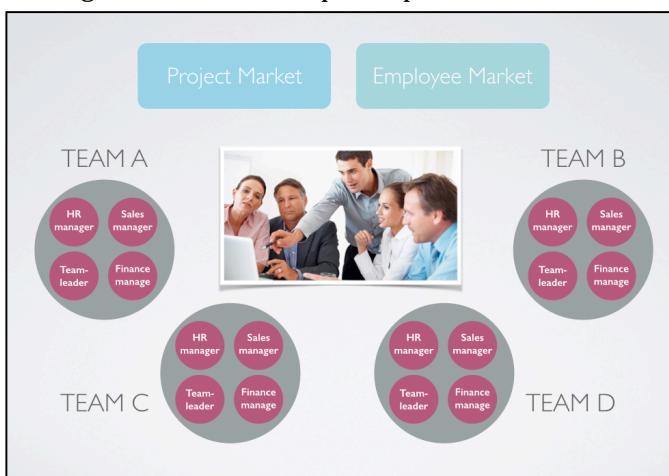 Project Market
Employee Market
TEAM A
HR
manager
Sales
manager
Team-
leader
Finance
manage
TEAM B
HR
manager
Sales
manager
Team-
leader
Finance
manage
TEAM C
HR
manager
Sales
manager
Team-
leader
Finance
manage
TEAM D
HR
manager
Sales
manager
Team-
leader
Finance
manage